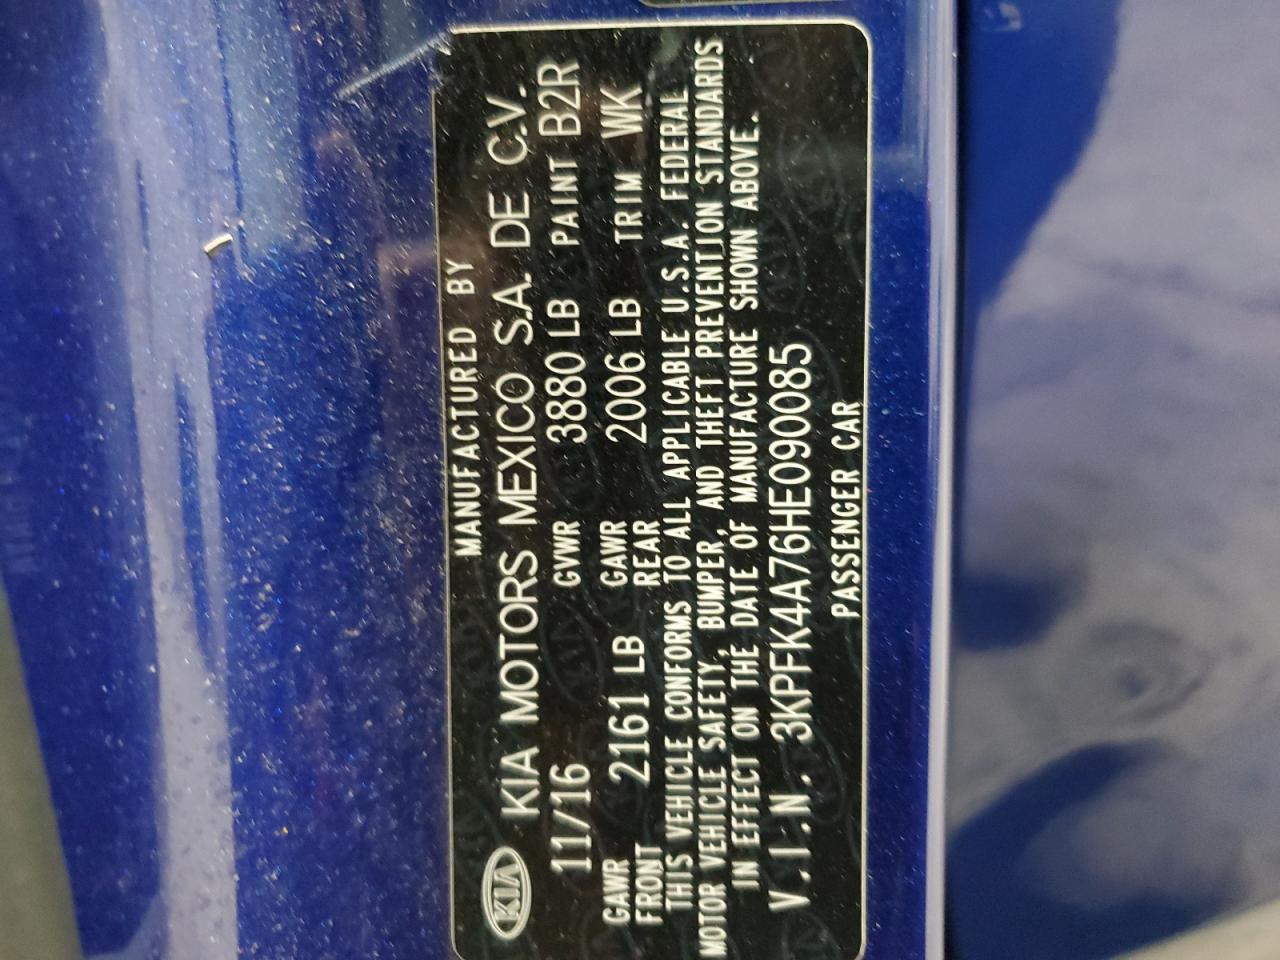 MANUFACTURED BY
KIA KIA MOTORS MEXICO S.A. DE C.V.
11/16 GVWR 3880 LB PAINT B2R
GAWR FRONT 2161 LB GAWR REAR 2006 LB TRIM WK
THIS VEHICLE CONFORMS TO ALL APPLICABLE U.S.A. FEDERAL
MOTOR VEHICLE SAFETY, BUMPER, AND THEFT PREVENTION STANDARDS
IN EFFECT ON THE DATE OF MANUFACTURE SHOWN ABOVE.
V.I.N. 3KPFK4A76HE090085
PASSENGER CAR